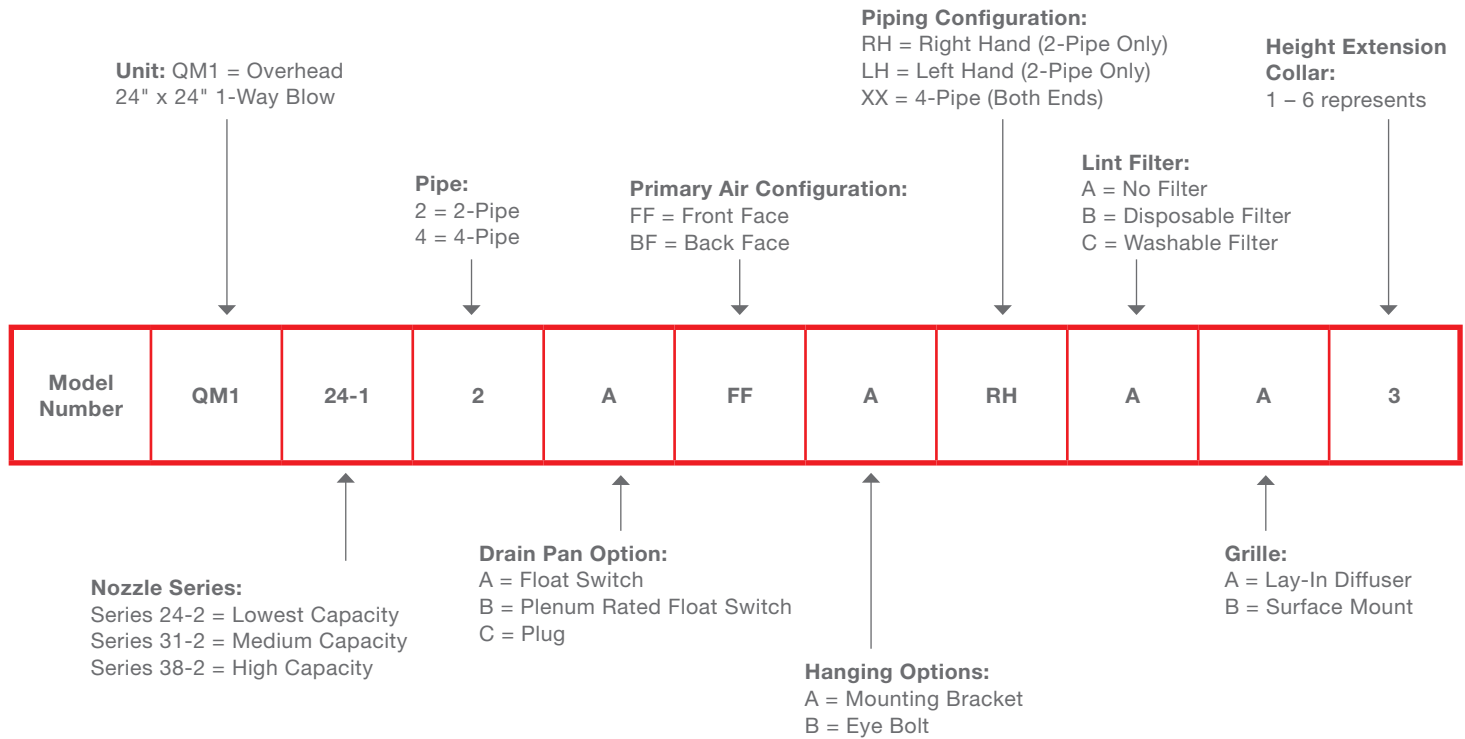 Piping Configuration:
RH = Right Hand (2-Pipe Only)
LH = Left Hand (2-Pipe Only)
XX = 4-Pipe (Both Ends)
Height Extension
Collar:
1 – 6 represents
Unit: QM1 = Overhead
24" x 24" 1-Way Blow
Lint Filter:
A = No Filter
B = Disposable Filter
C = Washable Filter
Pipe:
2 = 2-Pipe
4 = 4-Pipe
Primary Air Configuration:
FF = Front Face
BF = Back Face
Model
Number
QM1
24-1
2
A
FF
A
RH
A
A
3
Nozzle Series:
Series 24-2 = Lowest Capacity
Series 31-2 = Medium Capacity
Series 38-2 = High Capacity
Drain Pan Option:
A = Float Switch
B = Plenum Rated Float Switch
C = Plug
Hanging Options:
A = Mounting Bracket
B = Eye Bolt
Grille:
A = Lay-In Diffuser
B = Surface Mount